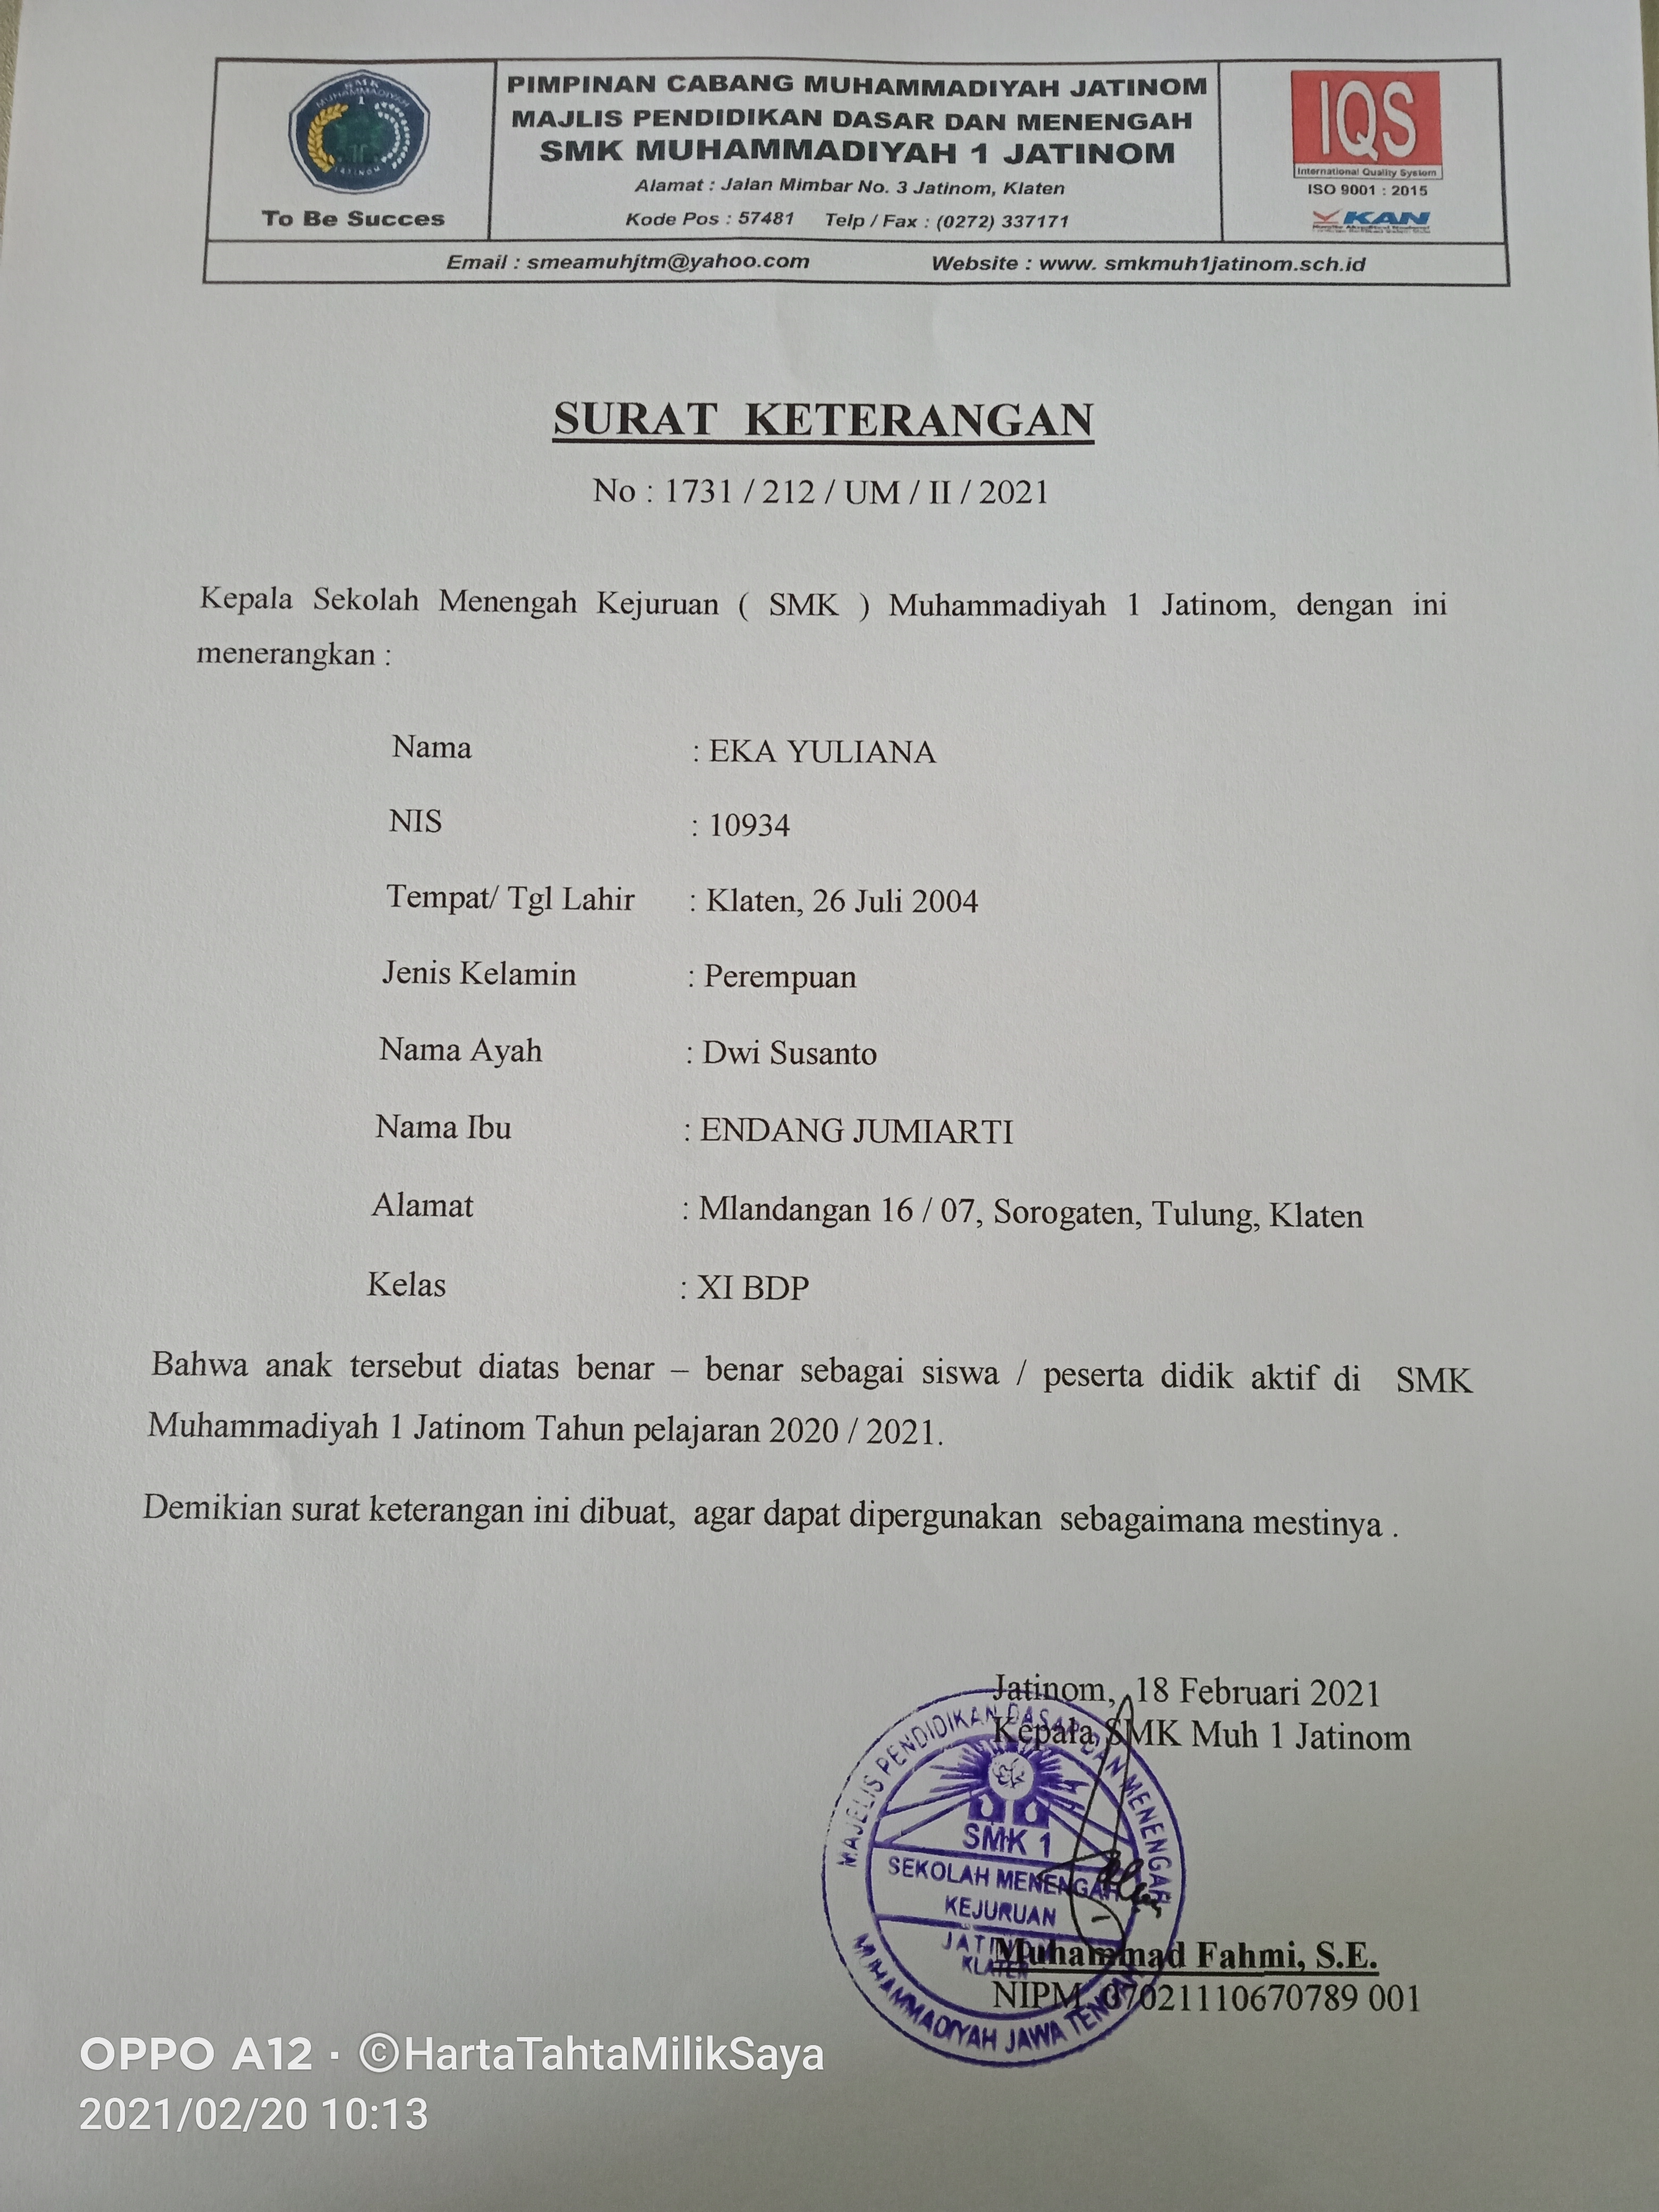 SMK
MUHAMMADIYAH
1
JATINOM
To Be Succes
PIMPINAN CABANG MUHAMMADIYAH JATINOM
MAJLIS PENDIDIKAN DASAR DAN MENENGAH
SMK MUHAMMADIYAH 1 JATINOM
Alamat : Jalan Mimbar No. 3 Jatinom, Klaten
Kode Pos : 57481 Telp / Fax : (0272) 337171
IQS
International Quality System
ISO 9001 : 2015
KAN
Email : smeamuhjtm@yahoo.com Website : www. smkmuh1jatinom.sch.id
SURAT KETERANGAN
No : 1731 / 212 / UM / II / 2021
Kepala Sekolah Menengah Kejuruan ( SMK ) Muhammadiyah 1 Jatinom, dengan ini
menerangkan :
Nama : EKA YULIANA
NIS : 10934
Tempat/ Tgl Lahir : Klaten, 26 Juli 2004
Jenis Kelamin : Perempuan
Nama Ayah : Dwi Susanto
Nama Ibu : ENDANG JUMIARTI
Alamat : Mlandangan 16 / 07, Sorogaten, Tulung, Klaten
Kelas : XI BDP
Bahwa anak tersebut diatas benar – benar sebagai siswa / peserta didik aktif di SMK
Muhammadiyah 1 Jatinom Tahun pelajaran 2020 / 2021.
Demikian surat keterangan ini dibuat, agar dapat dipergunakan sebagaimana mestinya .
Jatinom, 18 Februari 2021
Kepala SMK Muh 1 Jatinom
MAJELIS PENDIDIKAN DASAR DAN MENENGAH
SMK 1
SEKOLAH MENENGAH
KEJURUAN
JATINOM
KLATEN
MUHAMMADIYAH JAWA TENGAH
Muhammad Fahmi, S.E.
NIPM. 07021110670789 001
OPPO A12 · ©HartaTahtaMilikSaya
2021/02/20 10:13